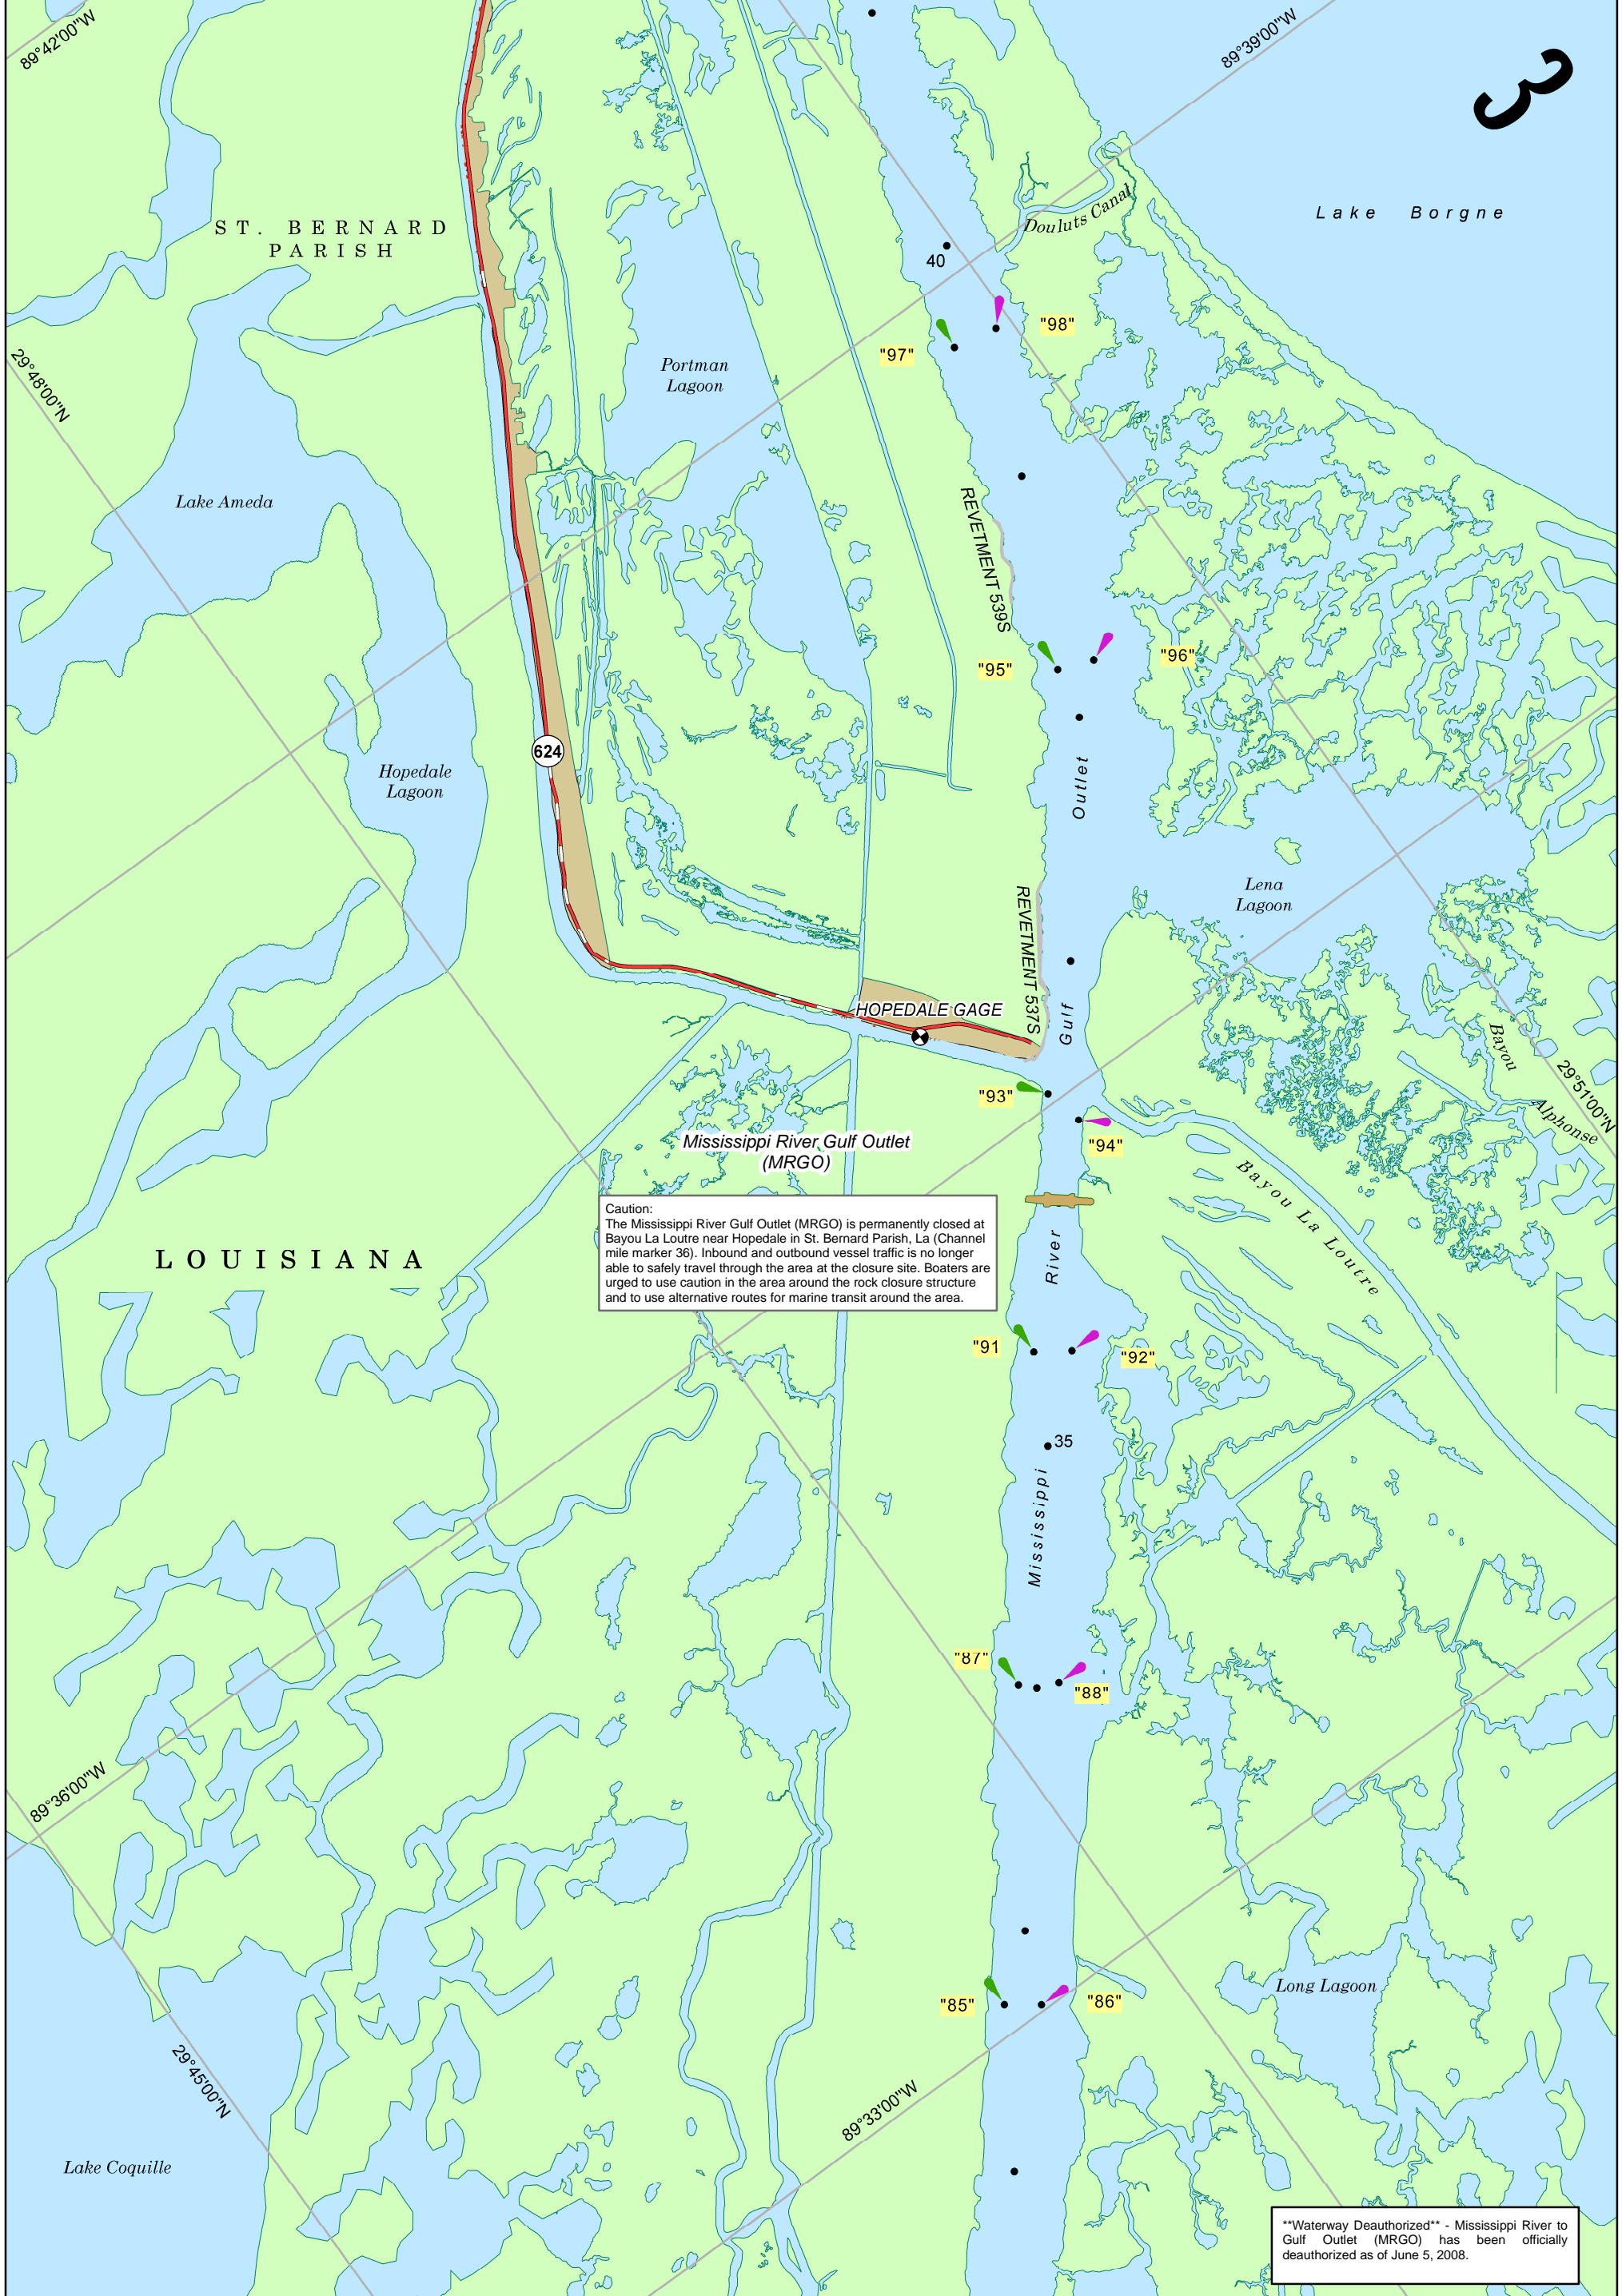 89°42'00"W
89°39'00"W
3
Lake Borgne
ST. BERNARD
PARISH
Douluts Canal
40
"98"
"97"
29°48'00"N
Portman
Lagoon
Lake Ameda
REVETMENT 539S
"96"
"95"
624
Hopedale
Lagoon
Outlet
Lena
Lagoon
REVETMENT 537S
HOPEDALE GAGE
Gulf
Bayou
Alphonse
29°51'00"N
"93"
"94"
Mississippi River Gulf Outlet
(MRGO)
Bayou La Loutre
Caution:
The Mississippi River Gulf Outlet (MRGO) is permanently closed at
Bayou La Loutre near Hopedale in St. Bernard Parish, La (Channel
mile marker 36). Inbound and outbound vessel traffic is no longer
able to safely travel through the area at the closure site. Boaters are
urged to use caution in the area around the rock closure structure
and to use alternative routes for marine transit around the area.
LOUISIANA
River
"91
"92"
35
Mississippi
"87"
"88"
89°36'00"W
Long Lagoon
"85"
"86"
29°45'00"N
89°33'00"W
Lake Coquille
**Waterway Deauthorized** - Mississippi River to
Gulf Outlet (MRGO) has been officially
deauthorized as of June 5, 2008.